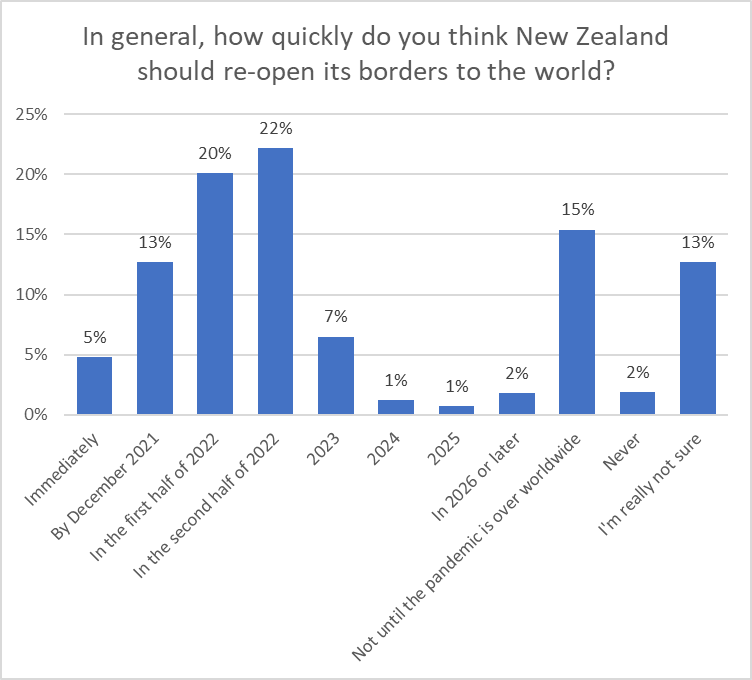 In general, how quickly do you think New Zealand
should re-open its borders to the world?
25%
20%
15%
10%
5%
0%
5%
13%
20%
22%
7%
1%
1%
2%
15%
2%
13%
Immediately
By December 2021
In the first half of 2022
In the second half of 2022
2023
2024
2025
In 2026 or later
Not until the pandemic is over worldwide
Never
I'm really not sure